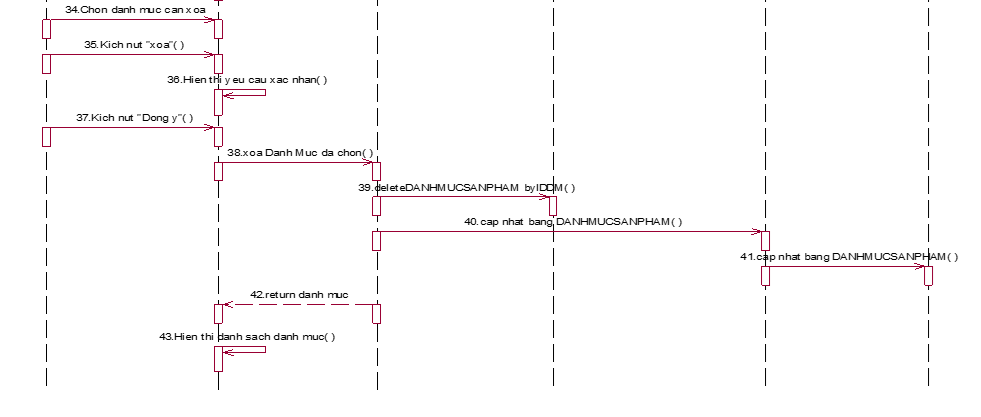 34.Chon danh muc can xoa
35.Kich nut "xoa"()
36.Hien thi yeu cau xac nhan()
37.Kich nut "Dong y"()
38.xoa Danh Muc da chon()
39.deleteDANHMUCSANPHAM byIDDM()
40.cap nhat bang DANHMUCSANPHAM()
41.cap nhat bang DANHMUCSANPHAM()
42.return danh muc
43.Hien thi danh sach danh muc()